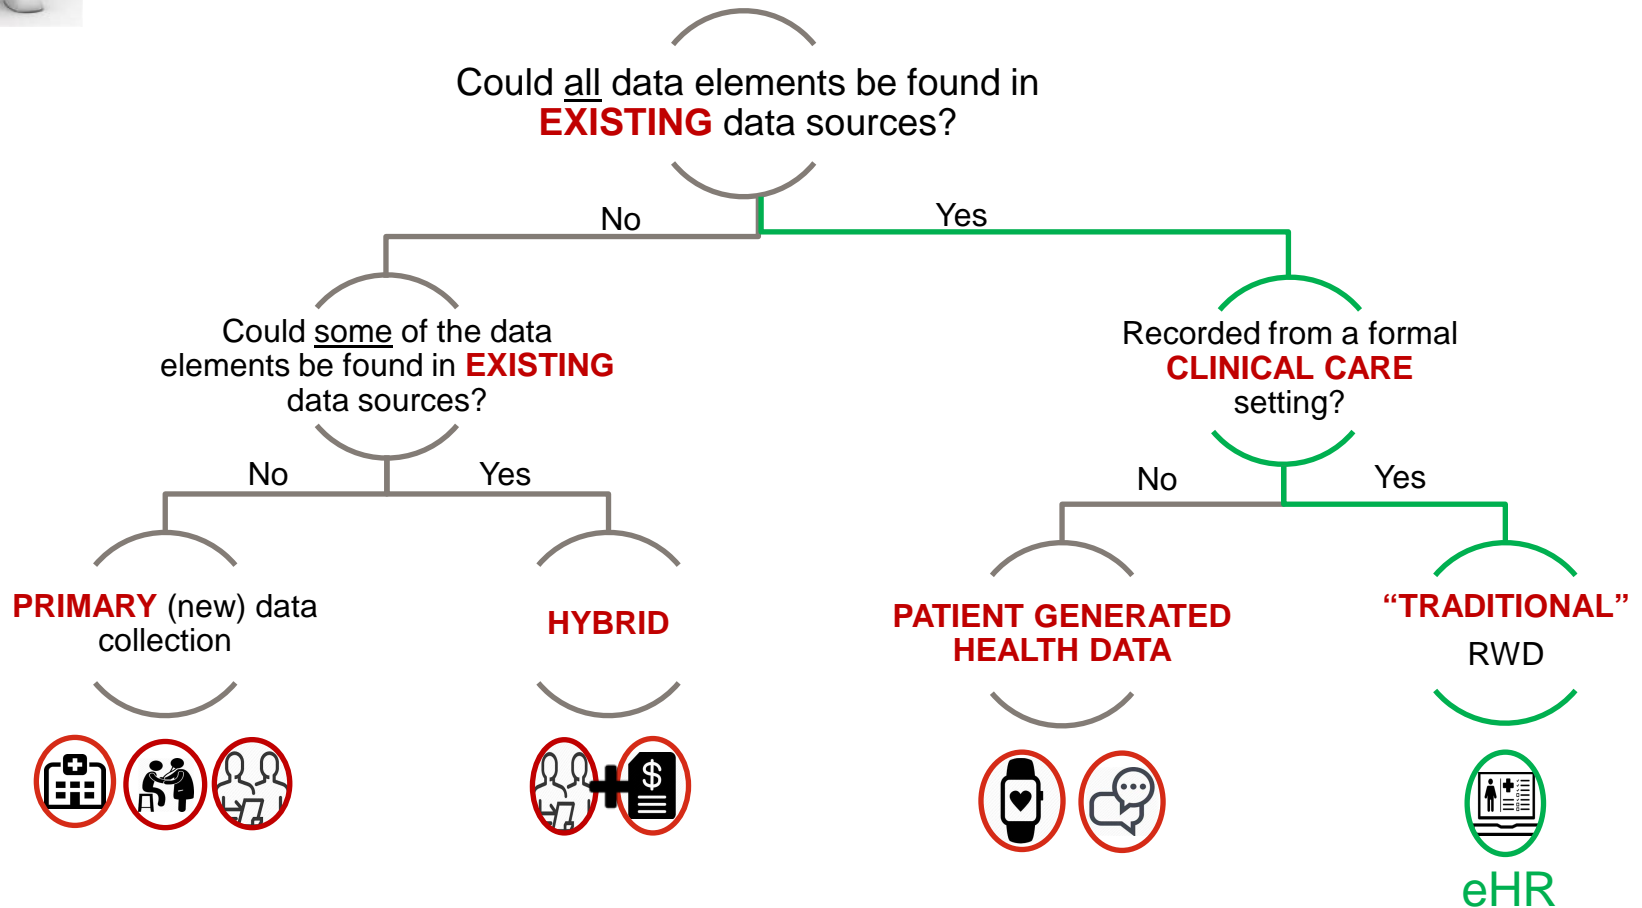 Could all data elements be found in
EXISTING data sources?
No
Yes
Could some of the data
elements be found in EXISTING
data sources?
Recorded from a formal
CLINICAL CARE
setting?
No
Yes
No
Yes
PRIMARY (new) data
collection
HYBRID
PATIENT GENERATED
HEALTH DATA
“TRADITIONAL”
RWD
$
eHR